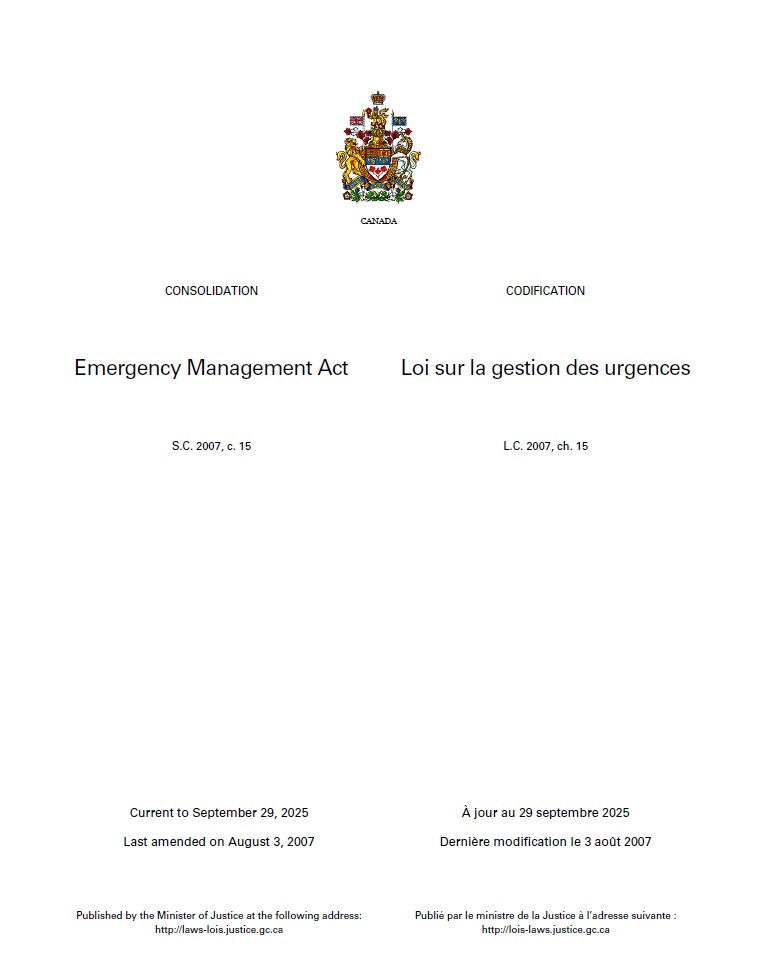 CANADA
CONSOLIDATION
CODIFICATION
Emergency Management Act
Loi sur la gestion des urgences
S.C. 2007, c. 15
L.C. 2007, ch. 15
Current to September 29, 2025
Last amended on August 3, 2007
À jour au 29 septembre 2025
Dernière modification le 3 août 2007
Published by the Minister of Justice at the following address:
http://laws-lois.justice.gc.ca
Publié par le ministre de la Justice à l’adresse suivante :
http://lois-laws.justice.gc.ca